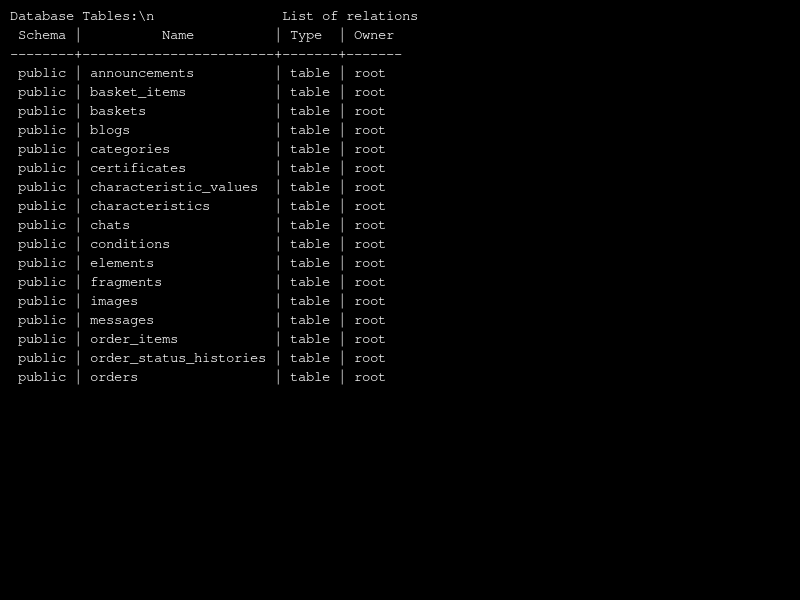 Database Tables:\n                List of relations
 Schema |          Name          | Type  | Owner
--------+------------------------+-------+-------
 public | announcements          | table | root
 public | basket_items           | table | root
 public | baskets                | table | root
 public | blogs                  | table | root
 public | categories             | table | root
 public | certificates           | table | root
 public | characteristic_values  | table | root
 public | characteristics        | table | root
 public | chats                  | table | root
 public | conditions             | table | root
 public | elements               | table | root
 public | fragments              | table | root
 public | images                 | table | root
 public | messages               | table | root
 public | order_items            | table | root
 public | order_status_histories | table | root
 public | orders                 | table | root